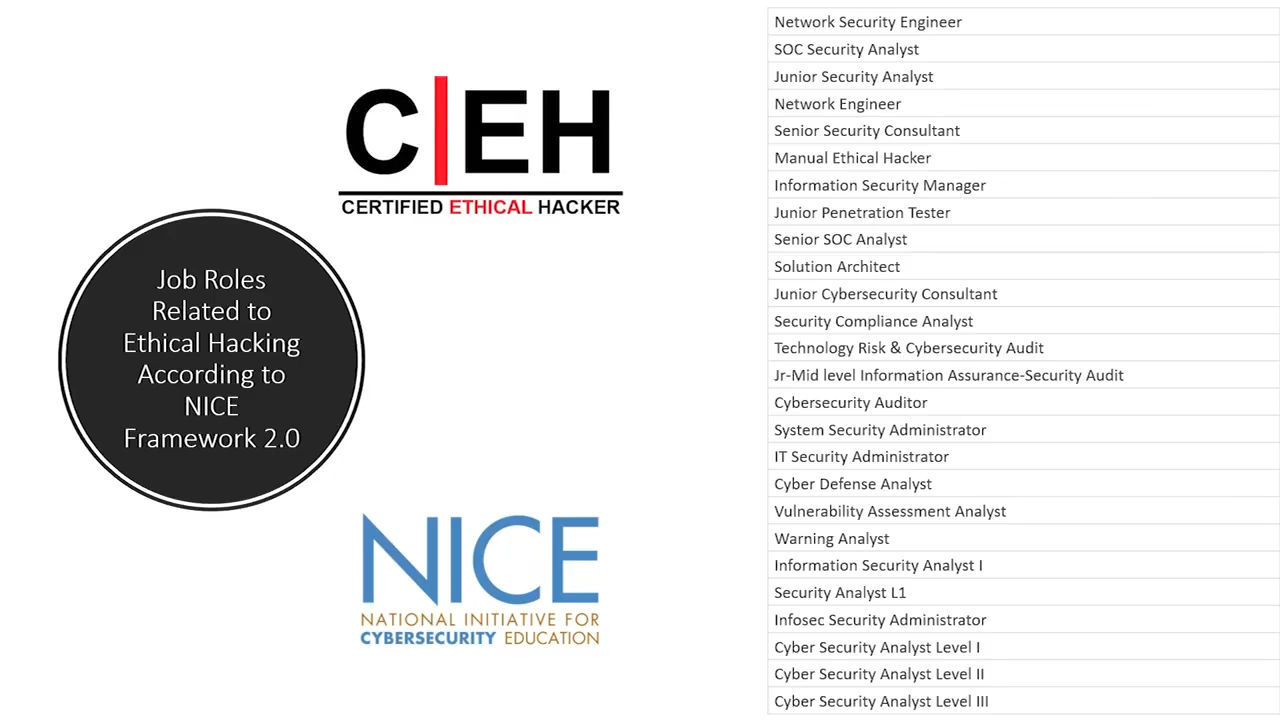 C|EH
CERTIFIED ETHICAL HACKER
Job Roles
Related to
Ethical Hacking
According to
NICE
Framework 2.0
NICE
NATIONAL INITIATIVE FOR
CYBERSECURITY EDUCATION
Network Security Engineer
SOC Security Analyst
Junior Security Analyst
Network Engineer
Senior Security Consultant
Manual Ethical Hacker
Information Security Manager
Junior Penetration Tester
Senior SOC Analyst
Solution Architect
Junior Cybersecurity Consultant
Security Compliance Analyst
Technology Risk & Cybersecurity Audit
Jr-Mid level Information Assurance-Security Audit
Cybersecurity Auditor
System Security Administrator
IT Security Administrator
Cyber Defense Analyst
Vulnerability Assessment Analyst
Warning Analyst
Information Security Analyst I
Security Analyst L1
Infosec Security Administrator
Cyber Security Analyst Level I
Cyber Security Analyst Level II
Cyber Security Analyst Level III